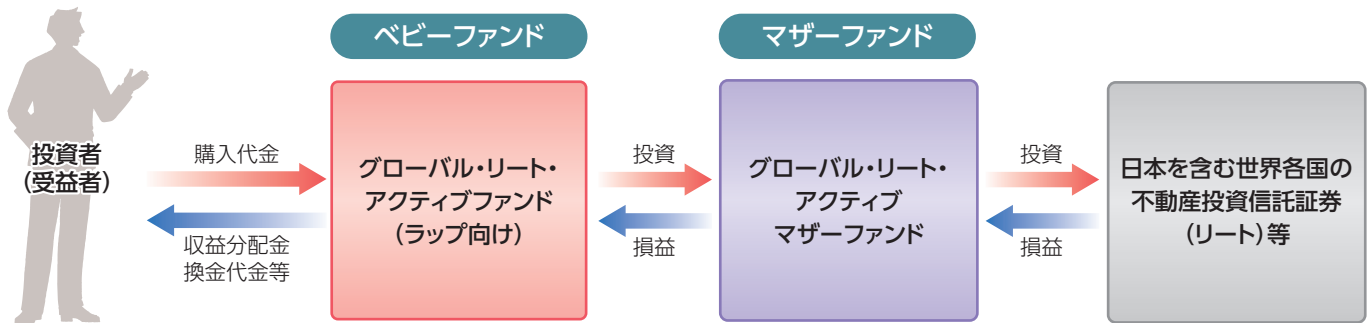 ベビーファンド
マザーファンド
投資者
(受益者)
購入代金
収益分配金
換金代金等
グローバル・リート・
アクティブファンド
(ラップ向け)
投資
損益
グローバル・リート・
アクティブ
マザーファンド
投資
損益
日本を含む世界各国の
不動産投資信託証券
(リート)等